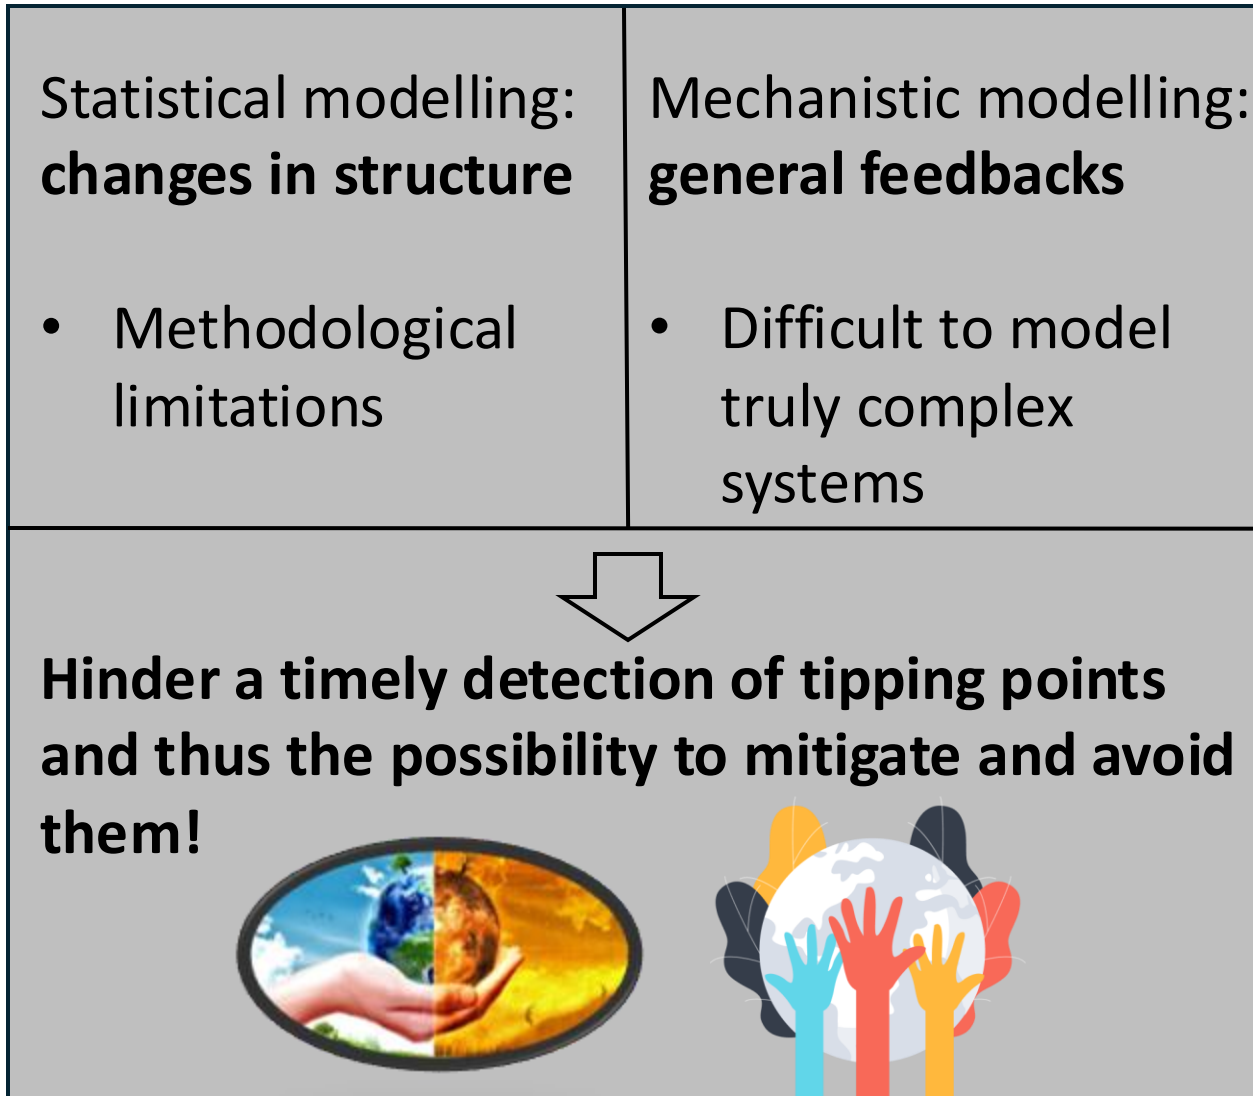 Statistical modelling:
changes in structure
• Methodological
limitations
Mechanistic modelling:
general feedbacks
• Difficult to model
truly complex
systems
Hinder a timely detection of tipping points
and thus the possibility to mitigate and avoid
them!